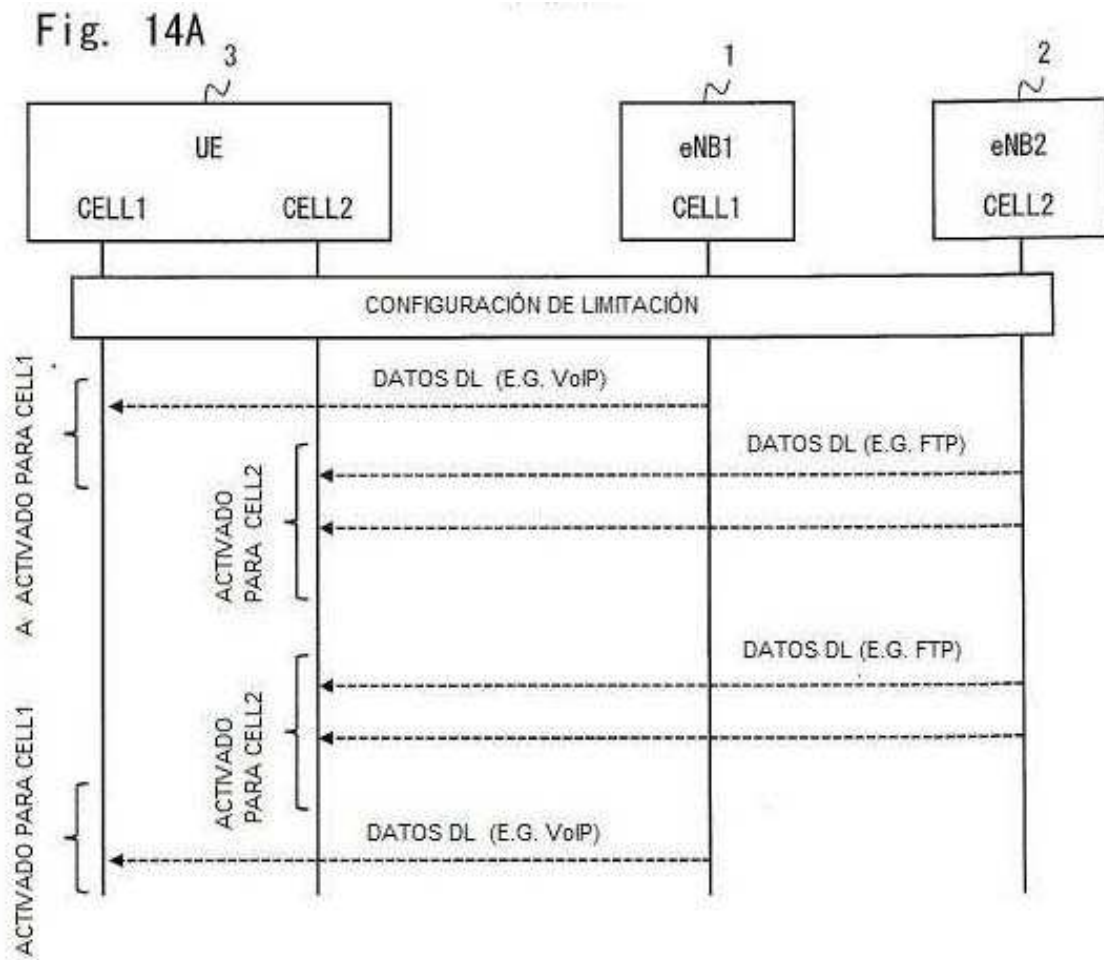 Fig. 14A
3
1
2
UE
eNB1
eNB2
CELL1
CELL2
CELL1
CELL2
CONFIGURACIÓN DE LIMITACIÓN
DATOS DL (E.G. VoIP)
A ACTIVADO PARA CELL1
DATOS DL (E.G. FTP)
ACTIVADO
PARA CELL2
DATOS DL (E.G. FTP)
ACTIVADO
PARA CELL2
ACTIVADO PARA CELL1
DATOS DL (E.G. VoIP)